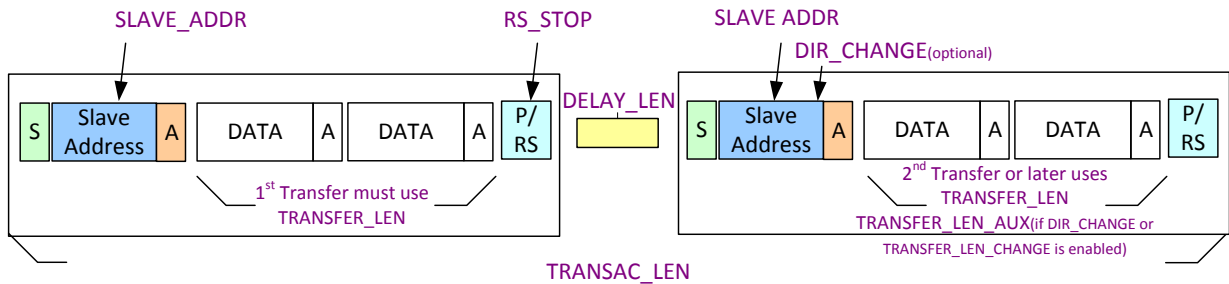 SLAVE_ADDR
RS_STOP
SLAVE ADDR
DIR_CHANGE(optional)
DELAY_LEN
S
Slave
Address
A
DATA
A
DATA
A
P/
RS
S
Slave
Address
A
DATA
A
DATA
A
P/
RS
1st Transfer must use
TRANSFER_LEN
2nd Transfer or later uses
TRANSFER_LEN
TRANSFER_LEN_AUX(if DIR_CHANGE or
TRANSFER_LEN_CHANGE is enabled)
TRANSAC_LEN